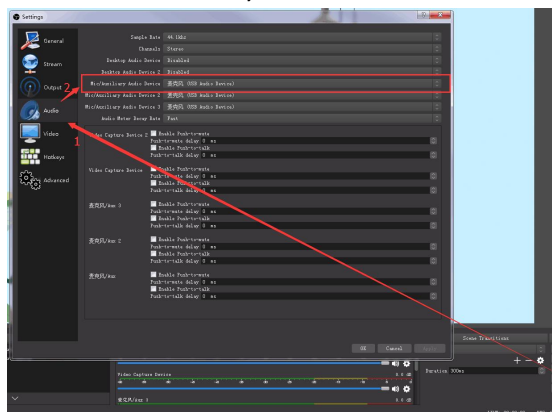 Settings
General
Stream
Output
Audio
Video
Hotkeys
Advanced
2
1
Sample Rate 44.1khz
Channels Stereo
Desktop Audio Device Disabled
Desktop Audio Device 2 Disabled
Mic/Auxiliary Audio Device 麦克风 (USB Audio Device)
Mic/Auxiliary Audio Device 2 麦克风 (USB Audio Device)
Mic/Auxiliary Audio Device 3 麦克风 (USB Audio Device)
Audio Meter Decay Rate Fast
Video Capture Device 2 Enable Push-to-mute
Push-to-mute delay 0 ms
Enable Push-to-talk
Push-to-talk delay 0 ms
Video Capture Device Enable Push-to-mute
Push-to-mute delay 0 ms
Enable Push-to-talk
Push-to-talk delay 0 ms
麦克风/Aux 3 Enable Push-to-mute
Push-to-mute delay 0 ms
Enable Push-to-talk
Push-to-talk delay 0 ms
麦克风/Aux 2 Enable Push-to-mute
Push-to-mute delay 0 ms
Enable Push-to-talk
Push-to-talk delay 0 ms
麦克风/Aux Enable Push-to-mute
Push-to-mute delay 0 ms
Enable Push-to-talk
Push-to-talk delay 0 ms
OK Cancel Apply
Scene Transitions
Duration 300ms
Video Capture Device 0.0 dB
麦克风/Aux 3